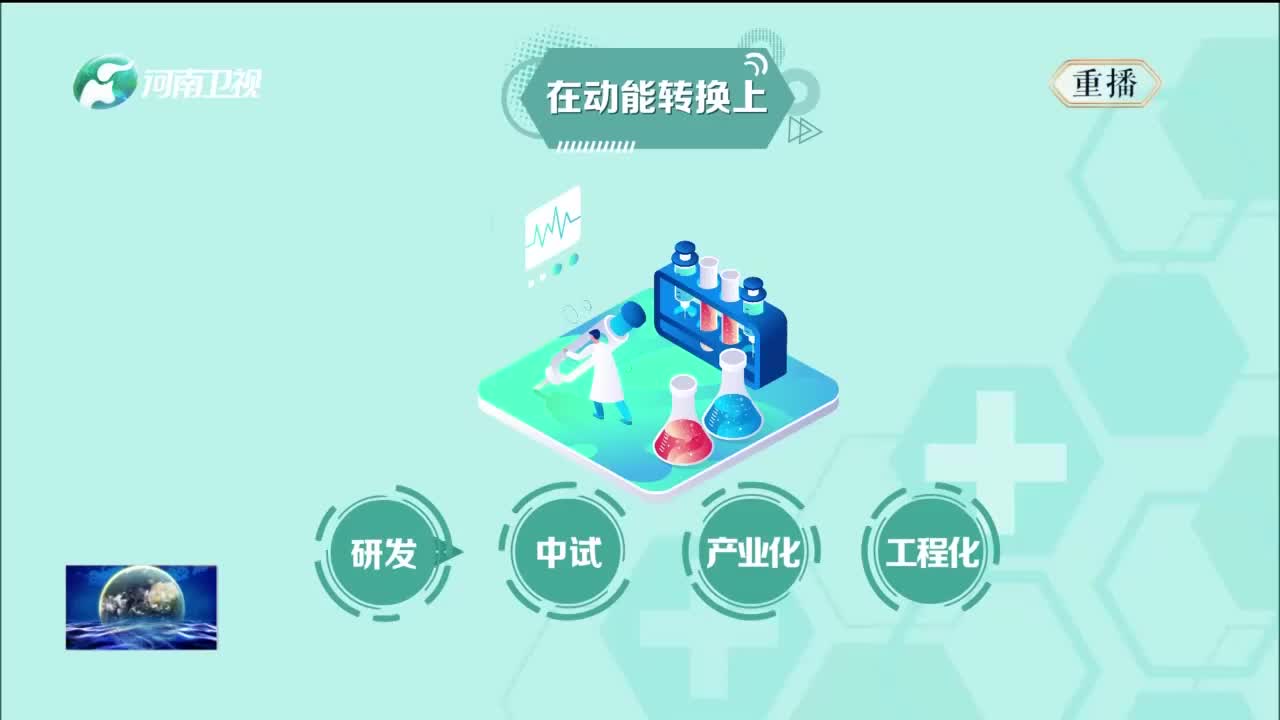 河南卫视
在动能转换上
重播
研发
中试
产业化
工程化